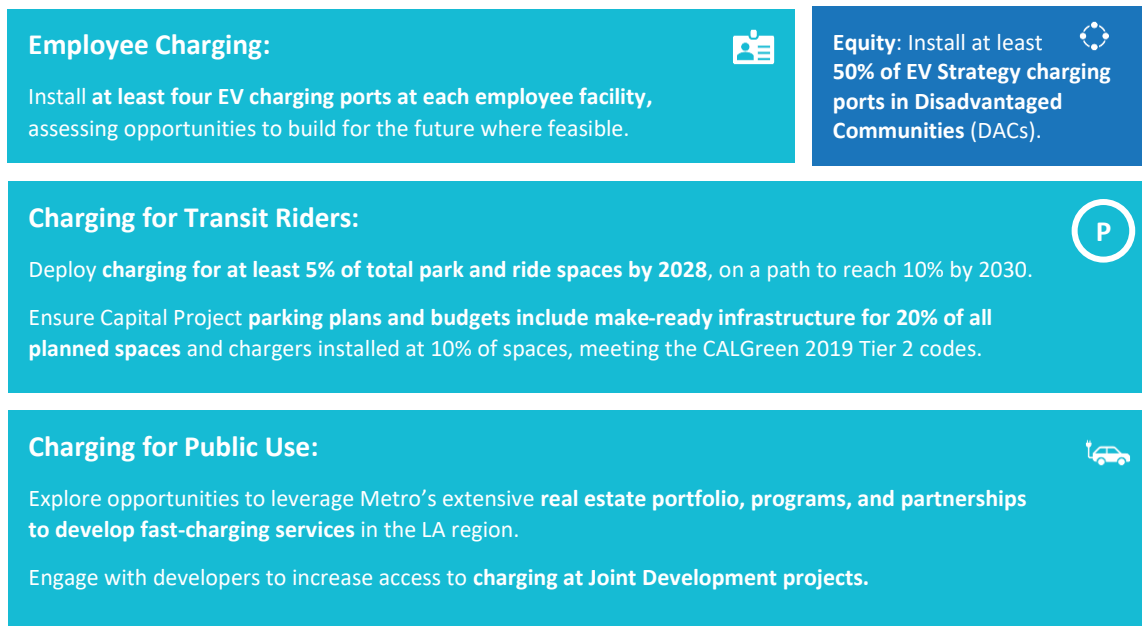 Employee Charging:
Install at least four EV charging ports at each employee facility,
assessing opportunities to build for the future where feasible.
Equity: Install at least
50% of EV Strategy charging
ports in Disadvantaged
Communities (DACs).
Charging for Transit Riders:
P
Deploy charging for at least 5% of total park and ride spaces by 2028, on a path to reach 10% by 2030.
Ensure Capital Project parking plans and budgets include make-ready infrastructure for 20% of all
planned spaces and chargers installed at 10% of spaces, meeting the CALGreen 2019 Tier 2 codes.
Charging for Public Use:
Explore opportunities to leverage Metro's extensive real estate portfolio, programs, and partnerships
to develop fast-charging services in the LA region.
Engage with developers to increase access to charging at Joint Development projects.